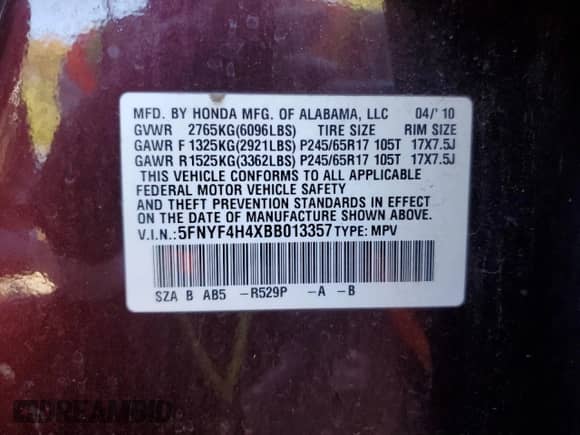 MFD. BY HONDA MFG. OF ALABAMA, LLC 04/'10
GVWR 2765KG(6096LBS) TIRE SIZE RIM SIZE
GAWR F 1325KG(2921LBS) P245/65R17 105T 17X7.5J
GAWR R 1525KG(3362LBS) P245/65R17 105T 17X7.5J
THIS VEHICLE CONFORMS TO ALL APPLICABLE
FEDERAL MOTOR VEHICLE SAFETY
AND THEFT PREVENTION STANDARDS IN EFFECT
ON THE DATE OF MANUFACTURE SHOWN ABOVE.
V.I.N.:5FNYF4H4XBB013357 TYPE: MPV
SZA B AB5 -R529P -A -B
DREAMBID